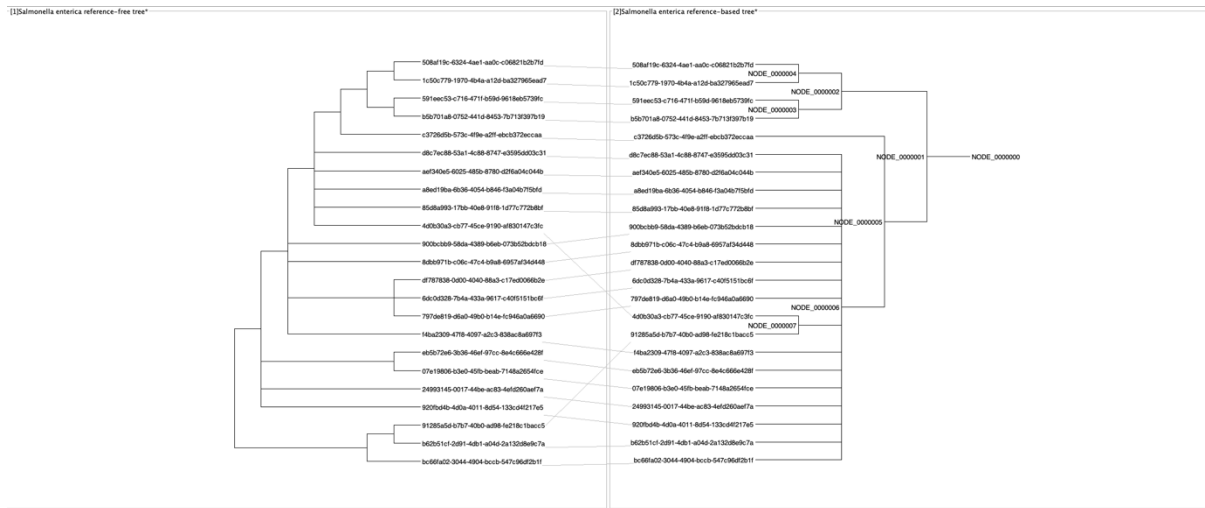 [1]Salmonella enterica reference-free tree*
508af19c-6324-4ae1-aa0c-c06821b2b7fd
1c50c779-1970-4b4a-a12d-ba327965ead7
591eec53-c716-471f-b59d-9618eb5739fc
b5b701a8-0752-441d-8453-7b713f397b19
c3726d5b-573c-4f9e-a2ff-ebcb372eccaa
d8c7ec88-53a1-4c88-8747-e3595dd03c31
aef340e5-6025-485b-8780-d2f6a04c044b
a8ed19ba-6b36-4054-b846-f3a04b7f5bfd
85d8a993-17bb-40e8-91f8-1d77c772b8bf
4d0b30a3-cb77-45ce-9190-af830147c3fc
900bcbb9-58da-4389-b6eb-073b52bdcb18
8dbb971b-c06c-47c4-b9a8-6957af34d448
df787838-0d00-4040-88a3-c17ed0066b2e
6dc0d328-7b4a-433a-9617-c40f5151bc6f
797de819-d6a0-49b0-b14e-fc946a0a6690
f4ba2309-47f8-4097-a2c3-838ac8a697f3
eb5b72e6-3b36-46ef-97cc-8e4c666e428f
07e19806-b3e0-45fb-beab-7148a2654fce
24993145-0017-44be-ac83-4efd260aef7a
920fbd4b-4d0a-4011-8d54-133cd4f217e5
91285a5d-b7b7-40b0-ad98-fe218c1bacc5
b62b51cf-2d91-4db1-a04d-2a132d8e9c7a
bc66fa02-3044-4904-bccb-547c96df2b1f
[2]Salmonella enterica reference-based tree*
508af19c-6324-4ae1-aa0c-c06821b2b7fd
NODE_0000004
1c50c779-1970-4b4a-a12d-ba327965ead7
NODE_0000002
591eec53-c716-471f-b59d-9618eb5739fc
NODE_0000003
b5b701a8-0752-441d-8453-7b713f397b19
c3726d5b-573c-4f9e-a2ff-ebcb372eccaa
d8c7ec88-53a1-4c88-8747-e3595dd03c31
NODE_0000001
NODE_0000000
aef340e5-6025-485b-8780-d2f6a04c044b
a8ed19ba-6b36-4054-b846-f3a04b7f5bfd
85d8a993-17bb-40e8-91f8-1d77c772b8bf
NODE_0000005
900bcbb9-58da-4389-b6eb-073b52bdcb18
8dbb971b-c06c-47c4-b9a8-6957af34d448
df787838-0d00-4040-88a3-c17ed0066b2e
6dc0d328-7b4a-433a-9617-c40f5151bc6f
797de819-d6a0-49b0-b14e-fc946a0a6690
NODE_0000006
4d0b30a3-cb77-45ce-9190-af830147c3fc
NODE_0000007
91285a5d-b7b7-40b0-ad98-fe218c1bacc5
f4ba2309-47f8-4097-a2c3-838ac8a697f3
eb5b72e6-3b36-46ef-97cc-8e4c666e428f
07e19806-b3e0-45fb-beab-7148a2654fce
24993145-0017-44be-ac83-4efd260aef7a
920fbd4b-4d0a-4011-8d54-133cd4f217e5
b62b51cf-2d91-4db1-a04d-2a132d8e9c7a
bc66fa02-3044-4904-bccb-547c96df2b1f